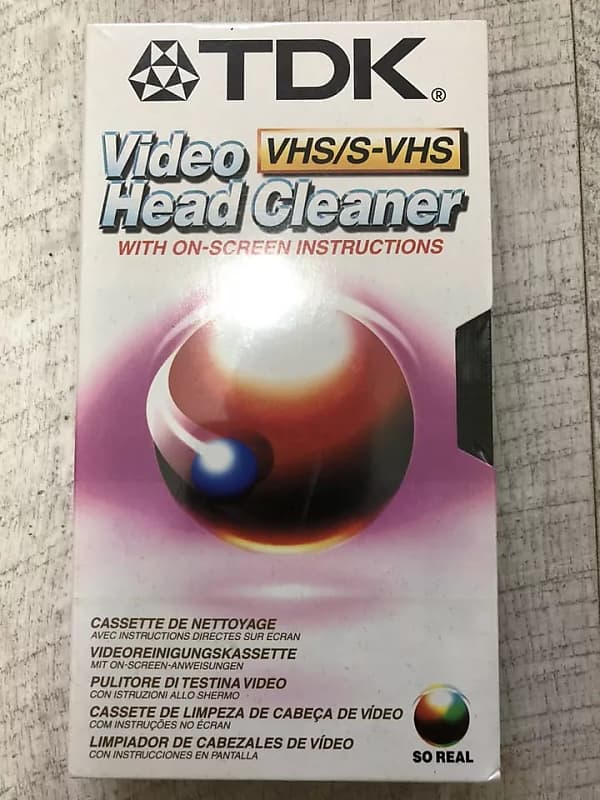 TDK®
Video VHS/S-VHS
Head Cleaner
WITH ON-SCREEN INSTRUCTIONS
CASSETTE DE NETTOYAGE
AVEC INSTRUCTIONS DIRECTES SUR ECRAN
VIDEOREINIGUNGSKASSETTE
MIT ON-SCREEN-ANWEISUNGEN
PULITORE DI TESTINA VIDEO
CON ISTRUZIONI ALLO SHERMO
CASSETE DE LIMPEZA DE CABEÇA DE VÍDEO
COM INSTRUÇÕES NO ÉCRAN
LIMPIADOR DE CABEZALES DE VÍDEO
CON INSTRUCCIONES EN PANTALLA
SO REAL